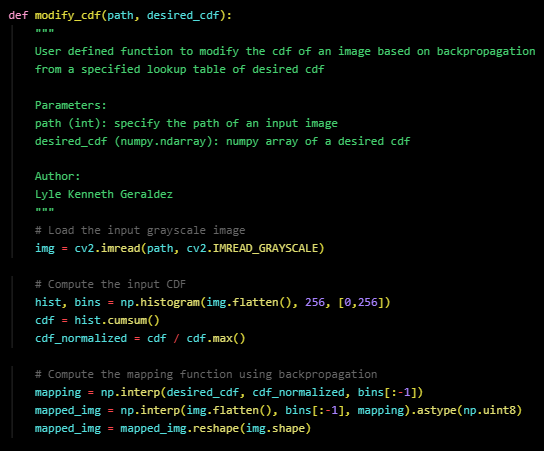 def modify_cdf(path, desired_cdf):
    """
    User defined function to modify the cdf of an image based on backpropagation
    from a specified lookup table of desired cdf

    Parameters:
    path (int): specify the path of an input image
    desired_cdf (numpy.ndarray): numpy array of a desired cdf

    Author:
    Lyle Kenneth Geraldez
    """
    # Load the input grayscale image
    img = cv2.imread(path, cv2.IMREAD_GRAYSCALE)

    # Compute the input CDF
    hist, bins = np.histogram(img.flatten(), 256, [0,256])
    cdf = hist.cumsum()
    cdf_normalized = cdf / cdf.max()

    # Compute the mapping function using backpropagation
    mapping = np.interp(desired_cdf, cdf_normalized, bins[:-1])
    mapped_img = np.interp(img.flatten(), bins[:-1], mapping).astype(np.uint8)
    mapped_img = mapped_img.reshape(img.shape)